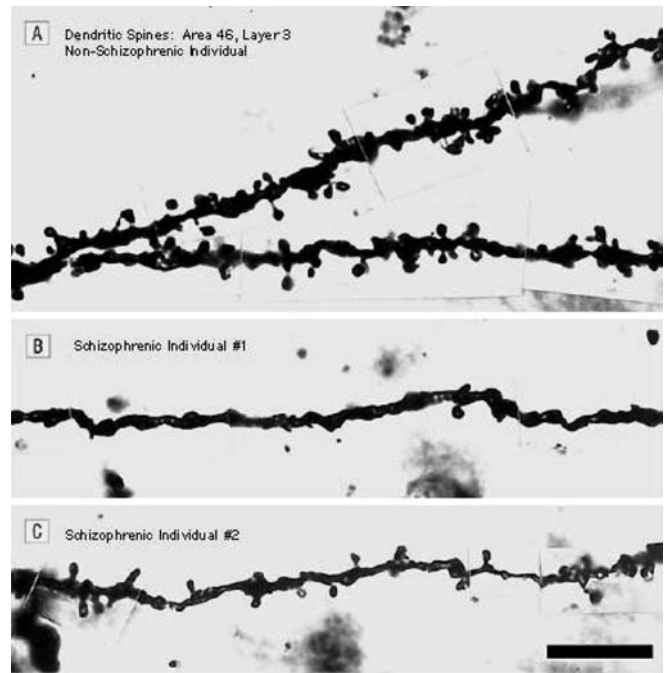 A
Dendritic Spines: Area 46, Layer 3
Non-Schizophrenic Individual
B
Schizophrenic Individual #1
C
Schizophrenic Individual #2